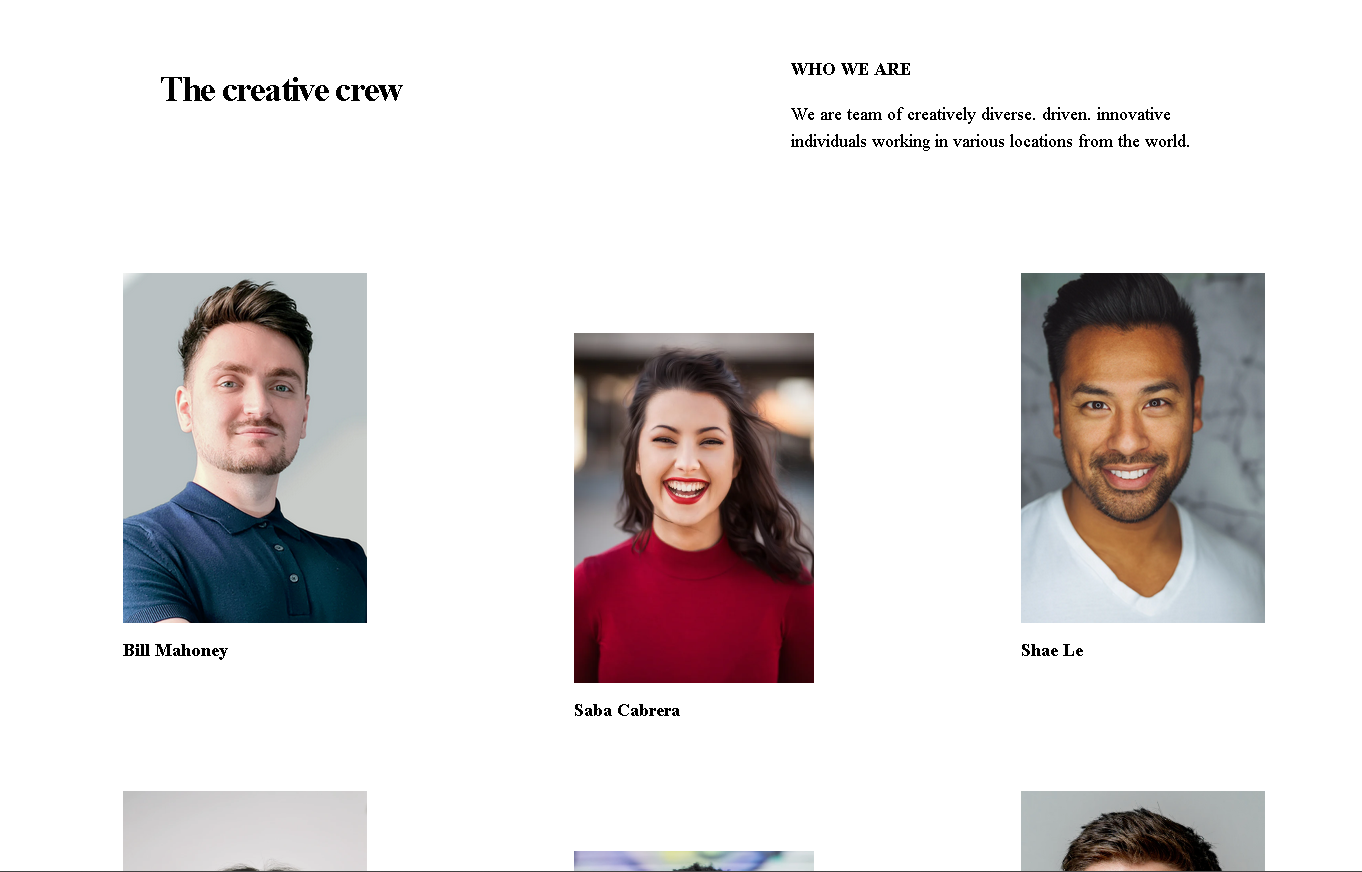 The creative crew
WHO WE ARE
We are team of creatively diverse. driven. innovative
individuals working in various locations from the world.
Bill Mahoney
Saba Cabrera
Shae Le